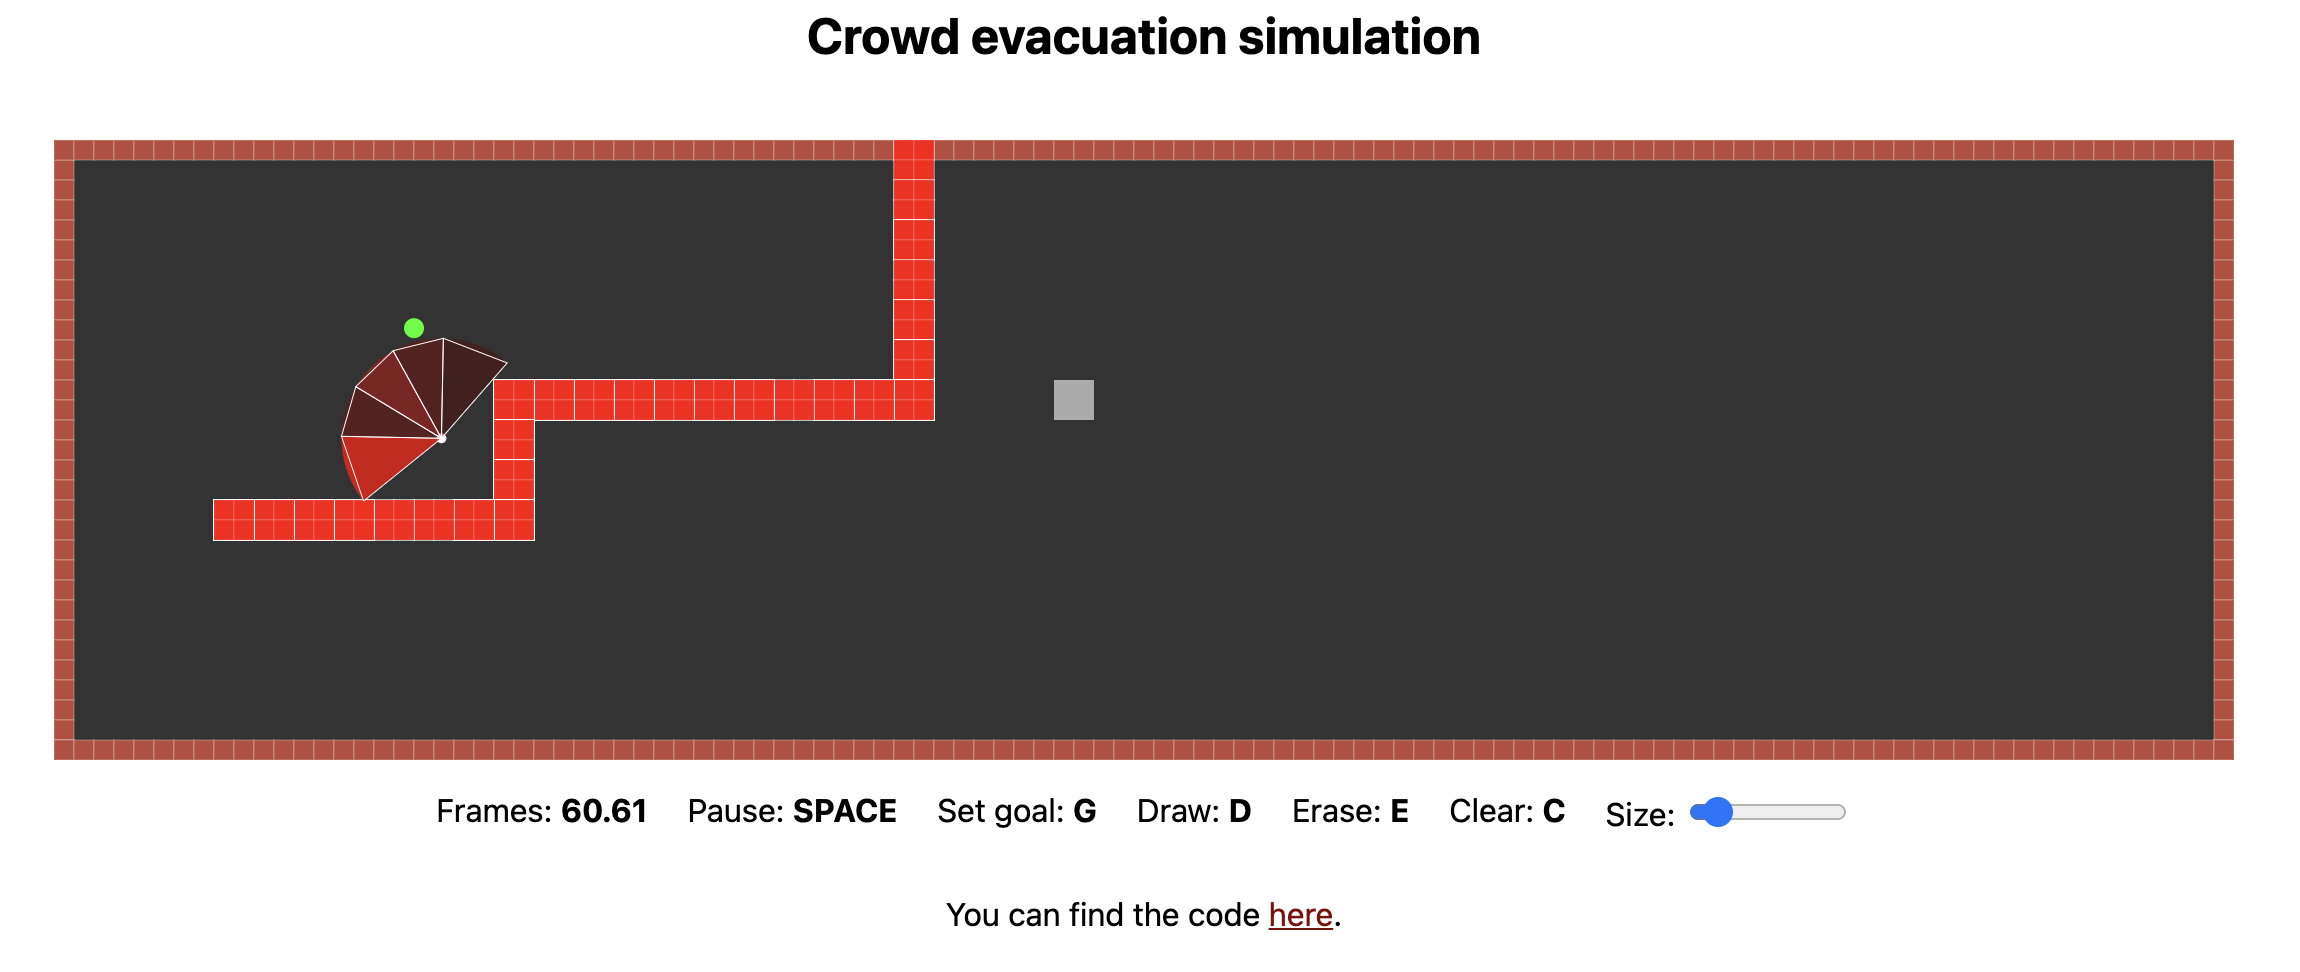 Crowd evacuation simulation
Frames: 60.61 Pause: SPACE Set goal: G Draw: D Erase: E Clear: C Size:
You can find the code here.